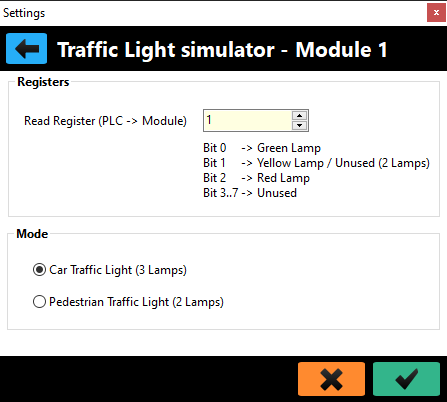 Settings
Traffic Light simulator - Module 1
Registers
Read Register (PLC -> Module) 1
Bit 0 -> Green Lamp
Bit 1 -> Yellow Lamp / Unused (2 Lamps)
Bit 2 -> Red Lamp
Bit 3..7 -> Unused
Mode
Car Traffic Light (3 Lamps)
Pedestrian Traffic Light (2 Lamps)